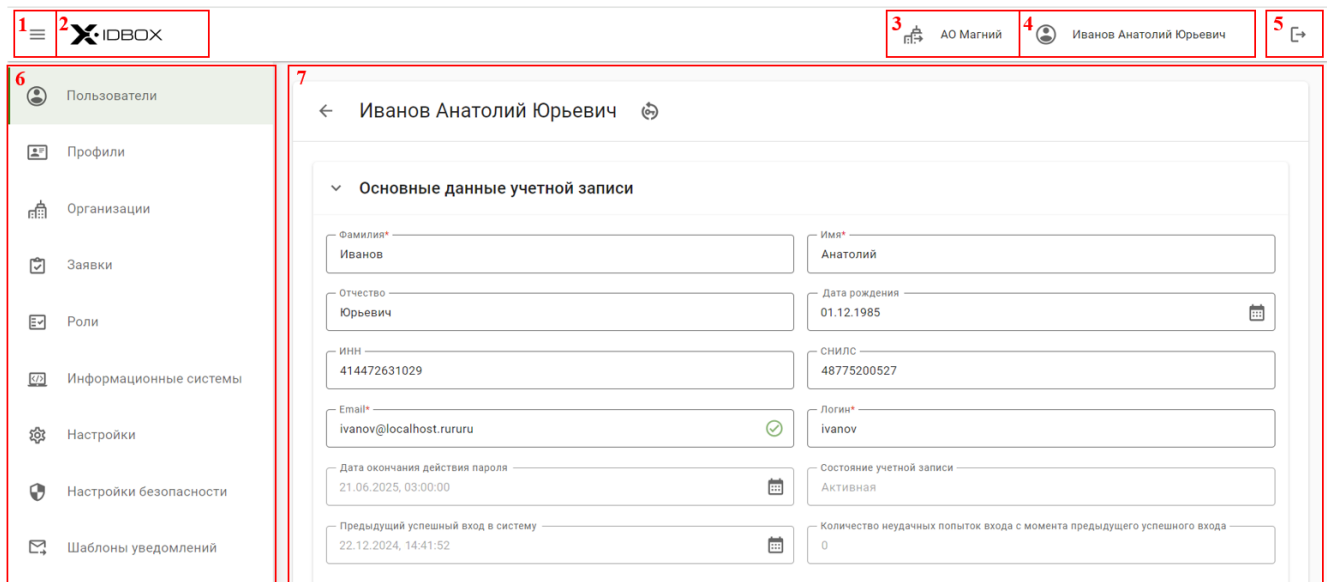 1 2 X·IDBOX 3 АО Магний 4 Иванов Анатолий Юрьевич 5
6
Пользователи
Профили
Организации
Заявки
Роли
Информационные системы
Настройки
Настройки безопасности
Шаблоны уведомлений
7
Иванов Анатолий Юрьевич
Основные данные учетной записи
Фамилия* Имя*
Иванов Анатолий
Отчество Дата рождения
Юрьевич 01.12.1985
ИНН СНИЛС
414472631029 48775200527
Email* Логин*
ivanov@localhost.rururu ivanov
Дата окончания действия пароля Состояние учетной записи
21.06.2025, 03:00:00 Активная
Предыдущий успешный вход в систему Количество неудачных попыток входа с момента предыдущего успешного входа
22.12.2024, 14:41:52 0